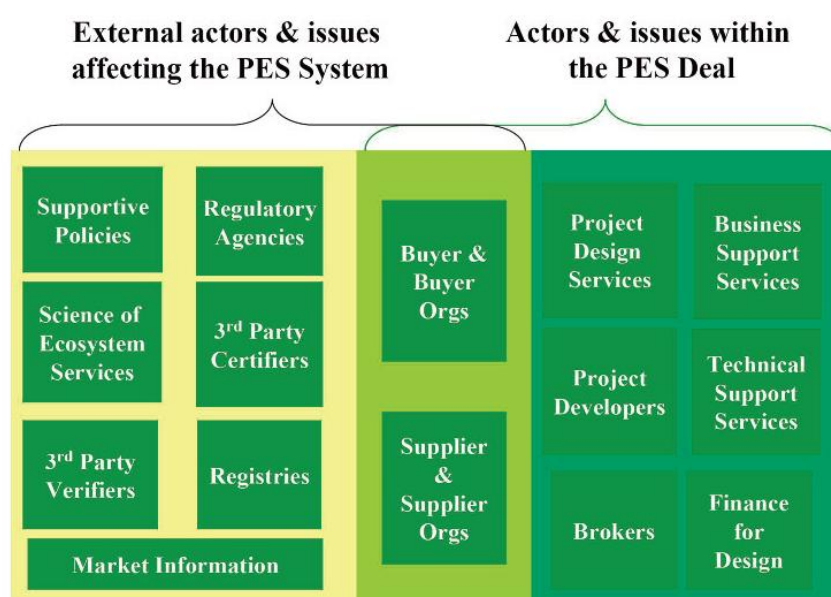 External actors & issues
affecting the PES System
Actors & issues within
the PES Deal
Supportive
Policies
Regulatory
Agencies
Science of
Ecosystem
Services
3rd Party
Certifiers
3rd Party
Verifiers
Registries
Market Information
Buyer &
Buyer
Orgs
Supplier
&
Supplier
Orgs
Project
Design
Services
Business
Support
Services
Project
Developers
Technical
Support
Services
Brokers
Finance
for
Design